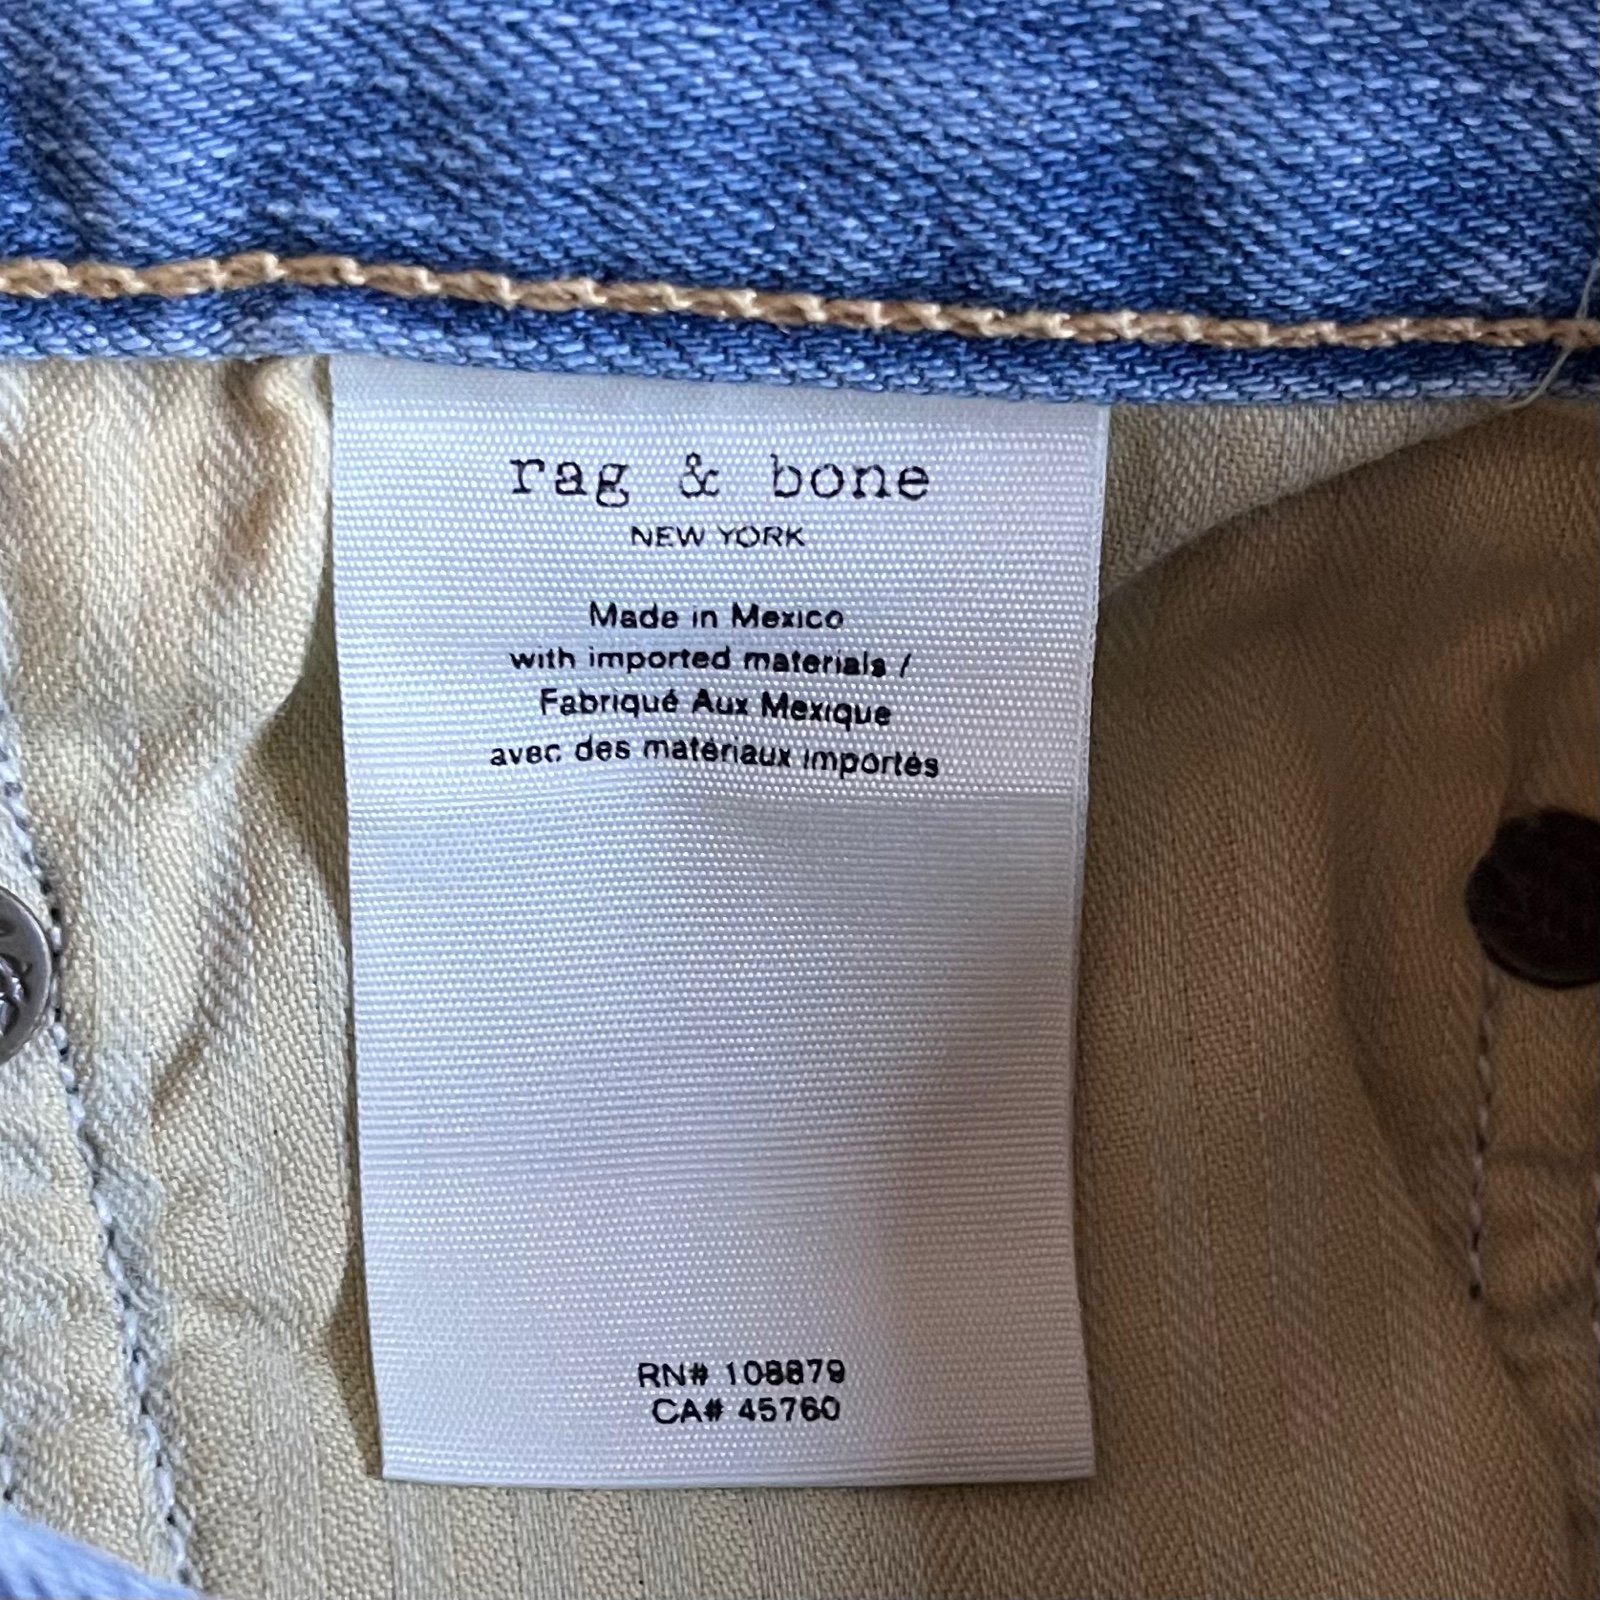 rag & bone
NEW YORK
Made in Mexico
with imported materials /
Fabriqué Aux Mexique
avec des matériaux importés
RN# 108879
CA# 45760